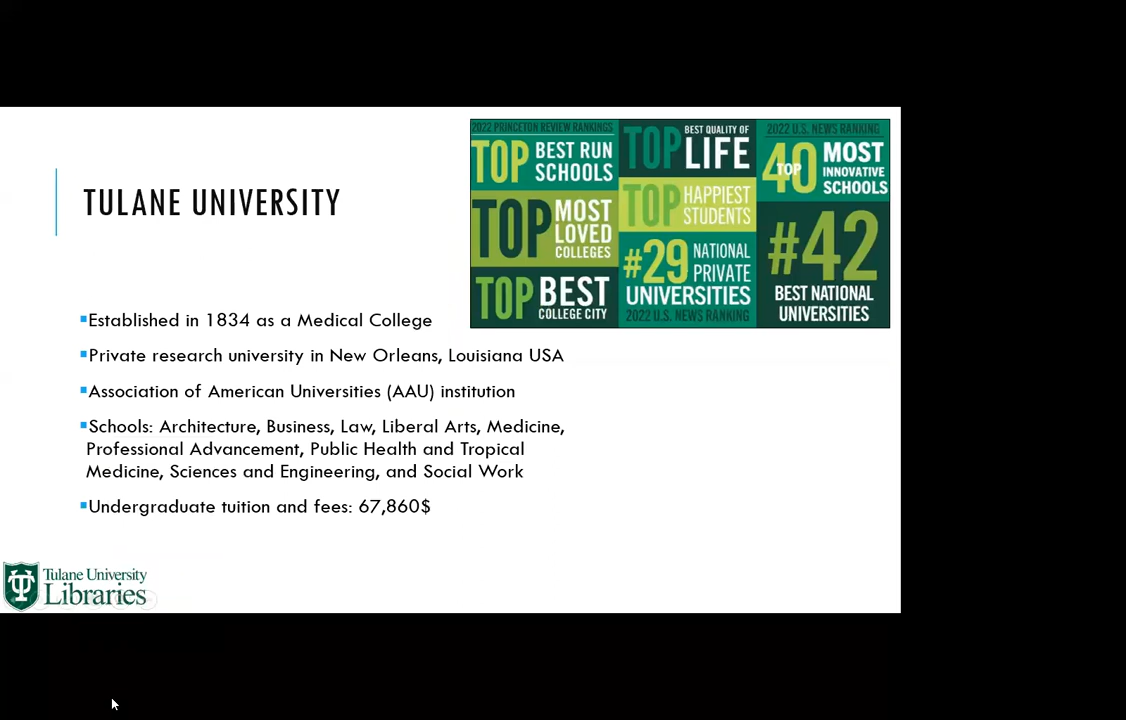 TULANE UNIVERSITY
2022 PRINCETON REVIEW RANKINGS
TOP BEST RUN
SCHOOLS
TOP MOST
LOVED
COLLEGES
TOP BEST
COLLEGE CITY
TOP BEST QUALITY OF
LIFE
TOP HAPPIEST
STUDENTS
#29 NATIONAL
PRIVATE
UNIVERSITIES
2022 U.S. NEWS RANKING
2022 U.S. NEWS RANKING
TOP 40 MOST
INNOVATIVE
SCHOOLS
#42
BEST NATIONAL
UNIVERSITIES
▪Established in 1834 as a Medical College
▪Private research university in New Orleans, Louisiana USA
▪Association of American Universities (AAU) institution
▪Schools: Architecture, Business, Law, Liberal Arts, Medicine,
Professional Advancement, Public Health and Tropical
Medicine, Sciences and Engineering, and Social Work
▪Undergraduate tuition and fees: 67,860$
Tulane University
Libraries